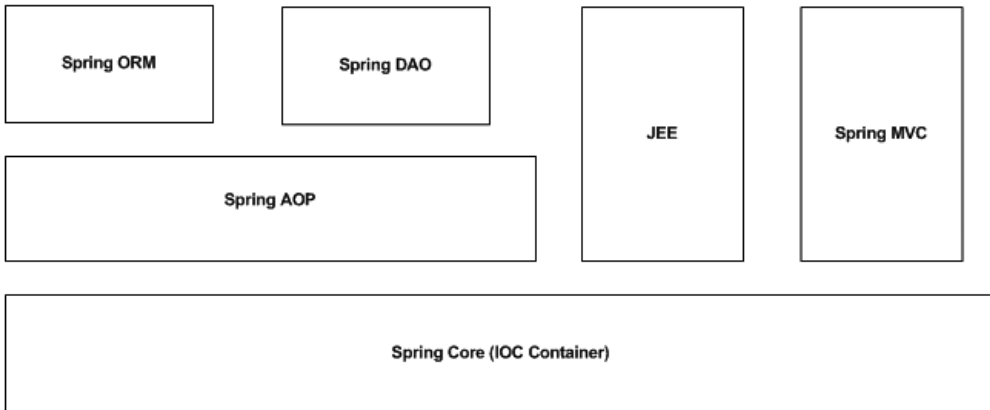 Spring ORM
Spring DAO
JEE
Spring MVC
Spring AOP
Spring Core (IOC Container)